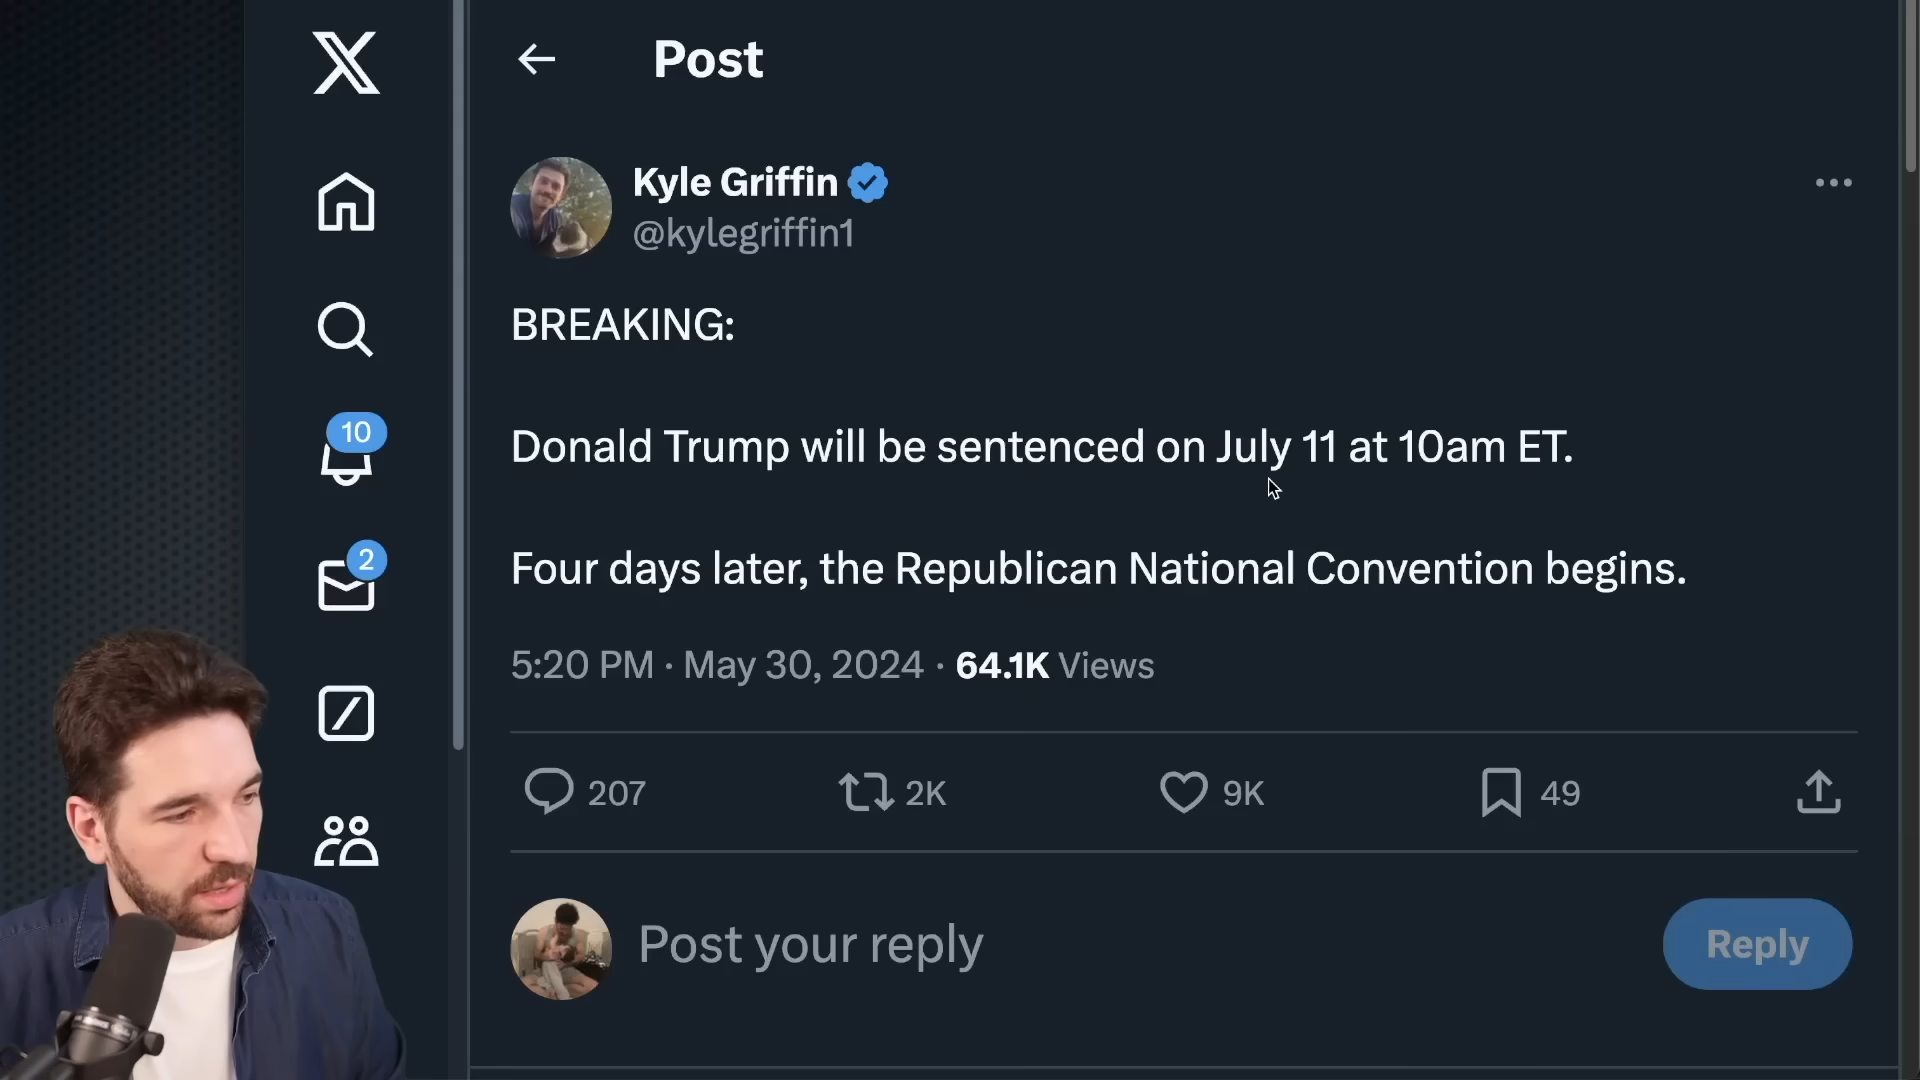 Post
Kyle Griffin
@kylegriffin1
BREAKING:
Donald Trump will be sentenced on July 11 at 10am ET.
Four days later, the Republican National Convention begins.
5:20 PM · May 30, 2024 · 64.1K Views
10
2
207 2K 9K 49
Post your reply
Reply